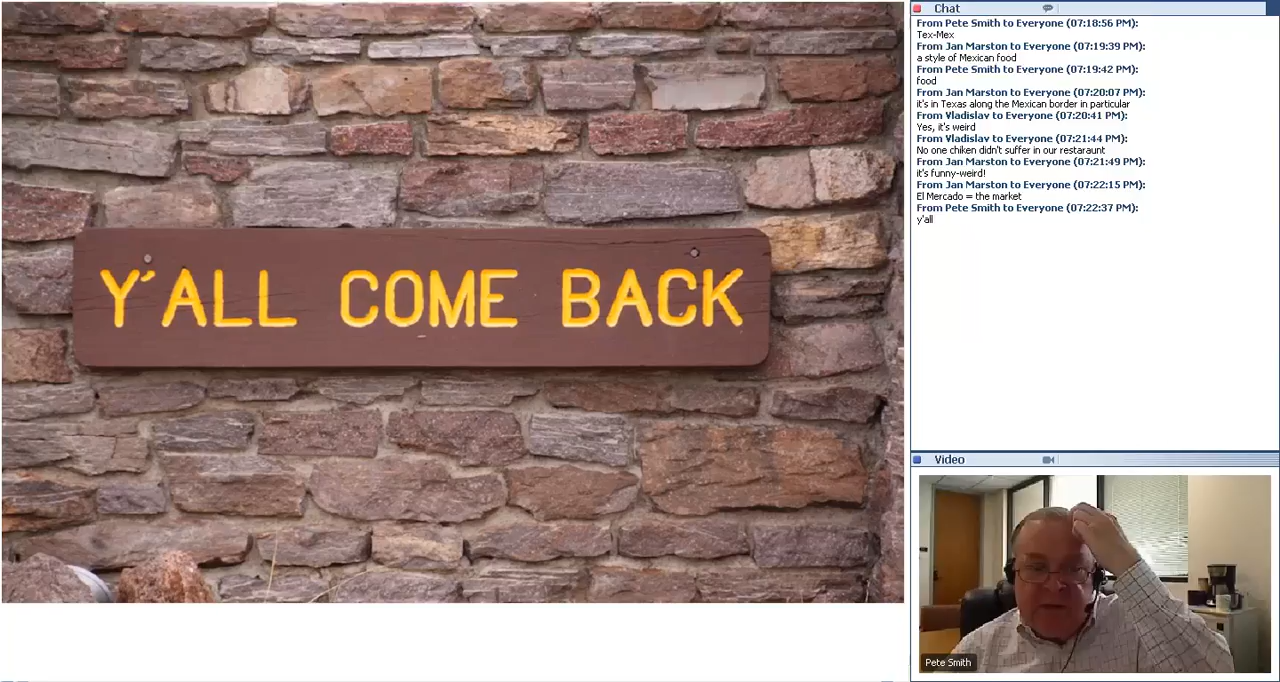 Y'ALL COME BACK
Chat
From Pete Smith to Everyone (07:18:56 PM):
Tex-Mex
From Jan Marston to Everyone (07:19:39 PM):
a style of Mexican food
From Pete Smith to Everyone (07:19:42 PM):
food
From Jan Marston to Everyone (07:20:07 PM):
it's in Texas along the Mexican border in particular
From Vladislav to Everyone (07:20:41 PM):
Yes, it's weird
From Vladislav to Everyone (07:21:44 PM):
No one chiken didn't suffer in our restaraunt
From Jan Marston to Everyone (07:21:49 PM):
it's funny-weird!
From Jan Marston to Everyone (07:22:15 PM):
El Mercado = the market
From Pete Smith to Everyone (07:22:37 PM):
y'all
Video
Pete Smith